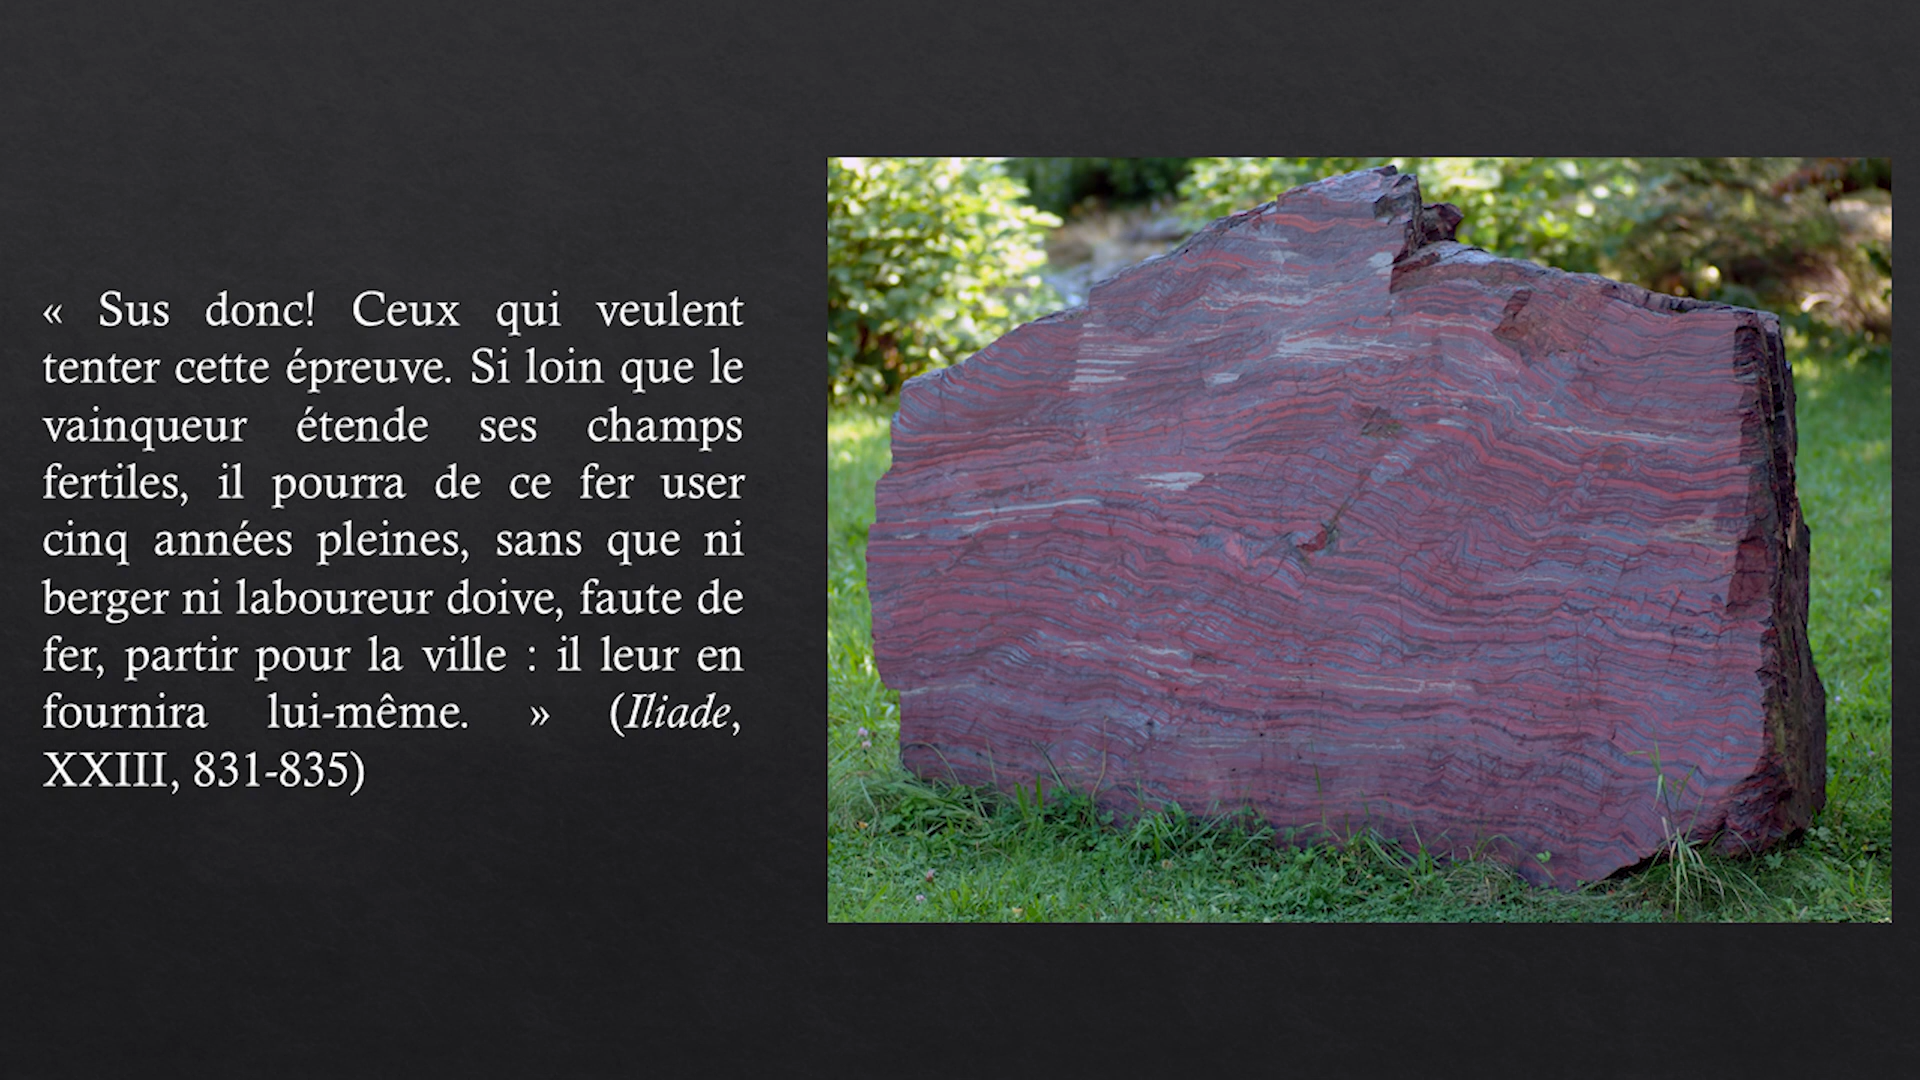 « Sus donc! Ceux qui veulent
tenter cette épreuve. Si loin que le
vainqueur étende ses champs
fertiles, il pourra de ce fer user
cinq années pleines, sans que ni
berger ni laboureur doive, faute de
fer, partir pour la ville : il leur en
fournira lui-même. » (Iliade,
XXIII, 831-835)